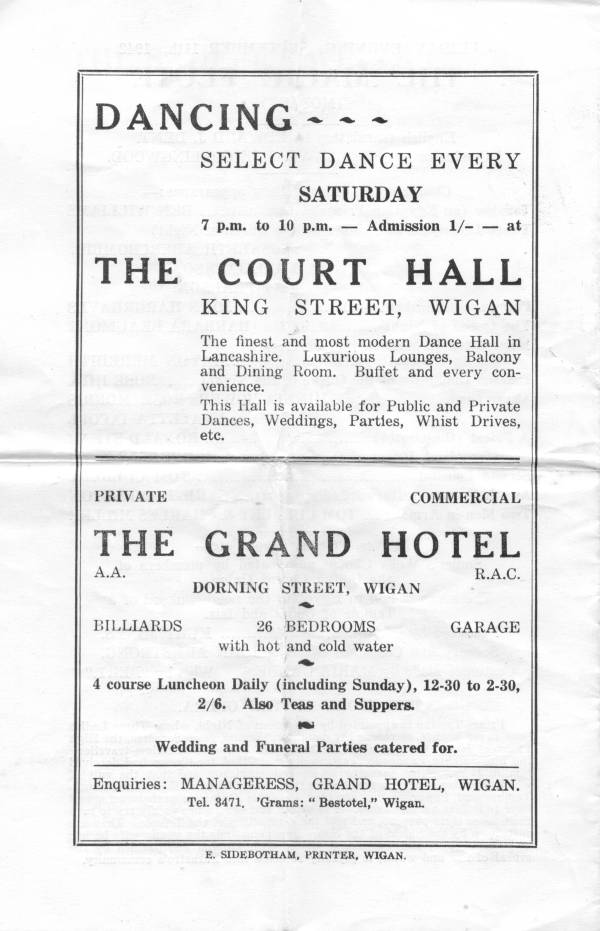 DANCING ~ ~ ~
SELECT DANCE EVERY
SATURDAY
7 p.m. to 10 p.m. — Admission 1/- — at
THE COURT HALL
KING STREET, WIGAN
The finest and most modern Dance Hall in
Lancashire. Luxurious Lounges, Balcony
and Dining Room. Buffet and every con-
venience.
This Hall is available for Public and Private
Dances, Weddings, Parties, Whist Drives,
etc.
PRIVATE COMMERCIAL
THE GRAND HOTEL
A.A. R.A.C.
DORNING STREET, WIGAN
BILLIARDS 26 BEDROOMS GARAGE
with hot and cold water
4 course Luncheon Daily (including Sunday), 12-30 to 2-30,
2/6. Also Teas and Suppers.
Wedding and Funeral Parties catered for.
Enquiries: MANAGERESS, GRAND HOTEL, WIGAN.
Tel. 3471. 'Grams: "Bestotel," Wigan.
E. SIDEBOTHAM, PRINTER, WIGAN.